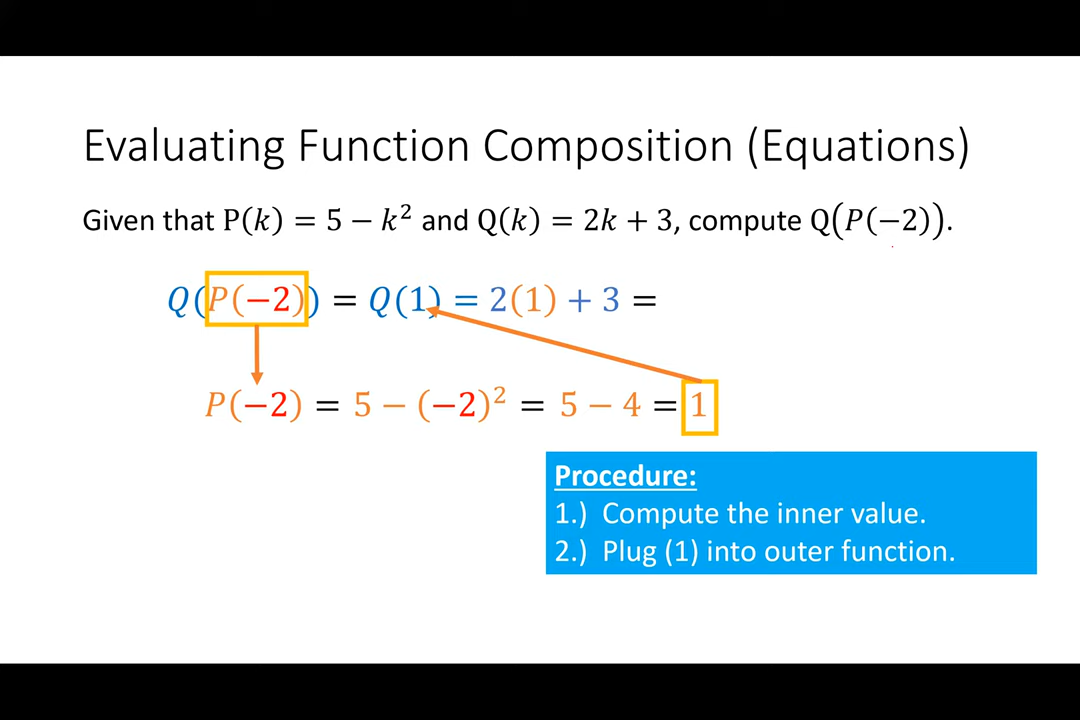 Evaluating Function Composition (Equations)
Given that P(k) = 5 − k² and Q(k) = 2k + 3, compute Q(P(−2)).
Q(P(−2)) = Q(1) = 2(1) + 3 =
P(−2) = 5 − (−2)² = 5 − 4 = 1
Procedure:
1.) Compute the inner value.
2.) Plug (1) into outer function.